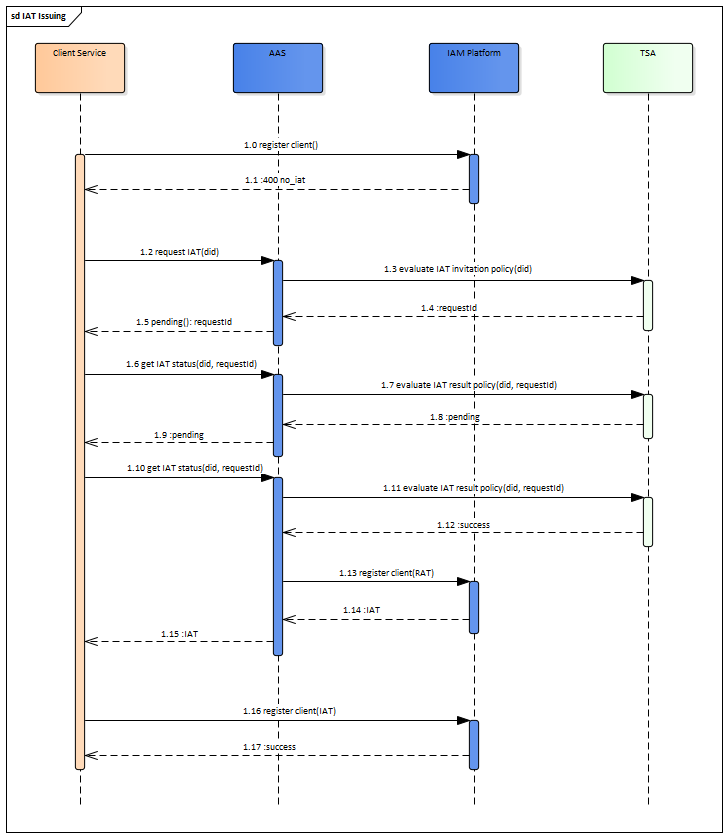 sd IAT Issuing
Client Service
AAS
IAM Platform
TSA
1.0 register client()
1.1 :400 no_iat
1.2 request IAT(did)
1.3 evaluate IAT invitation policy(did)
1.4 :requestId
1.5 pending(): requestId
1.6 get IAT status(did, requestId)
1.7 evaluate IAT result policy(did, requestId)
1.8 :pending
1.9 :pending
1.10 get IAT status(did, requestId)
1.11 evaluate IAT result policy(did, requestId)
1.12 :success
1.13 register client(RAT)
1.14 :IAT
1.15 :IAT
1.16 register client(IAT)
1.17 :success